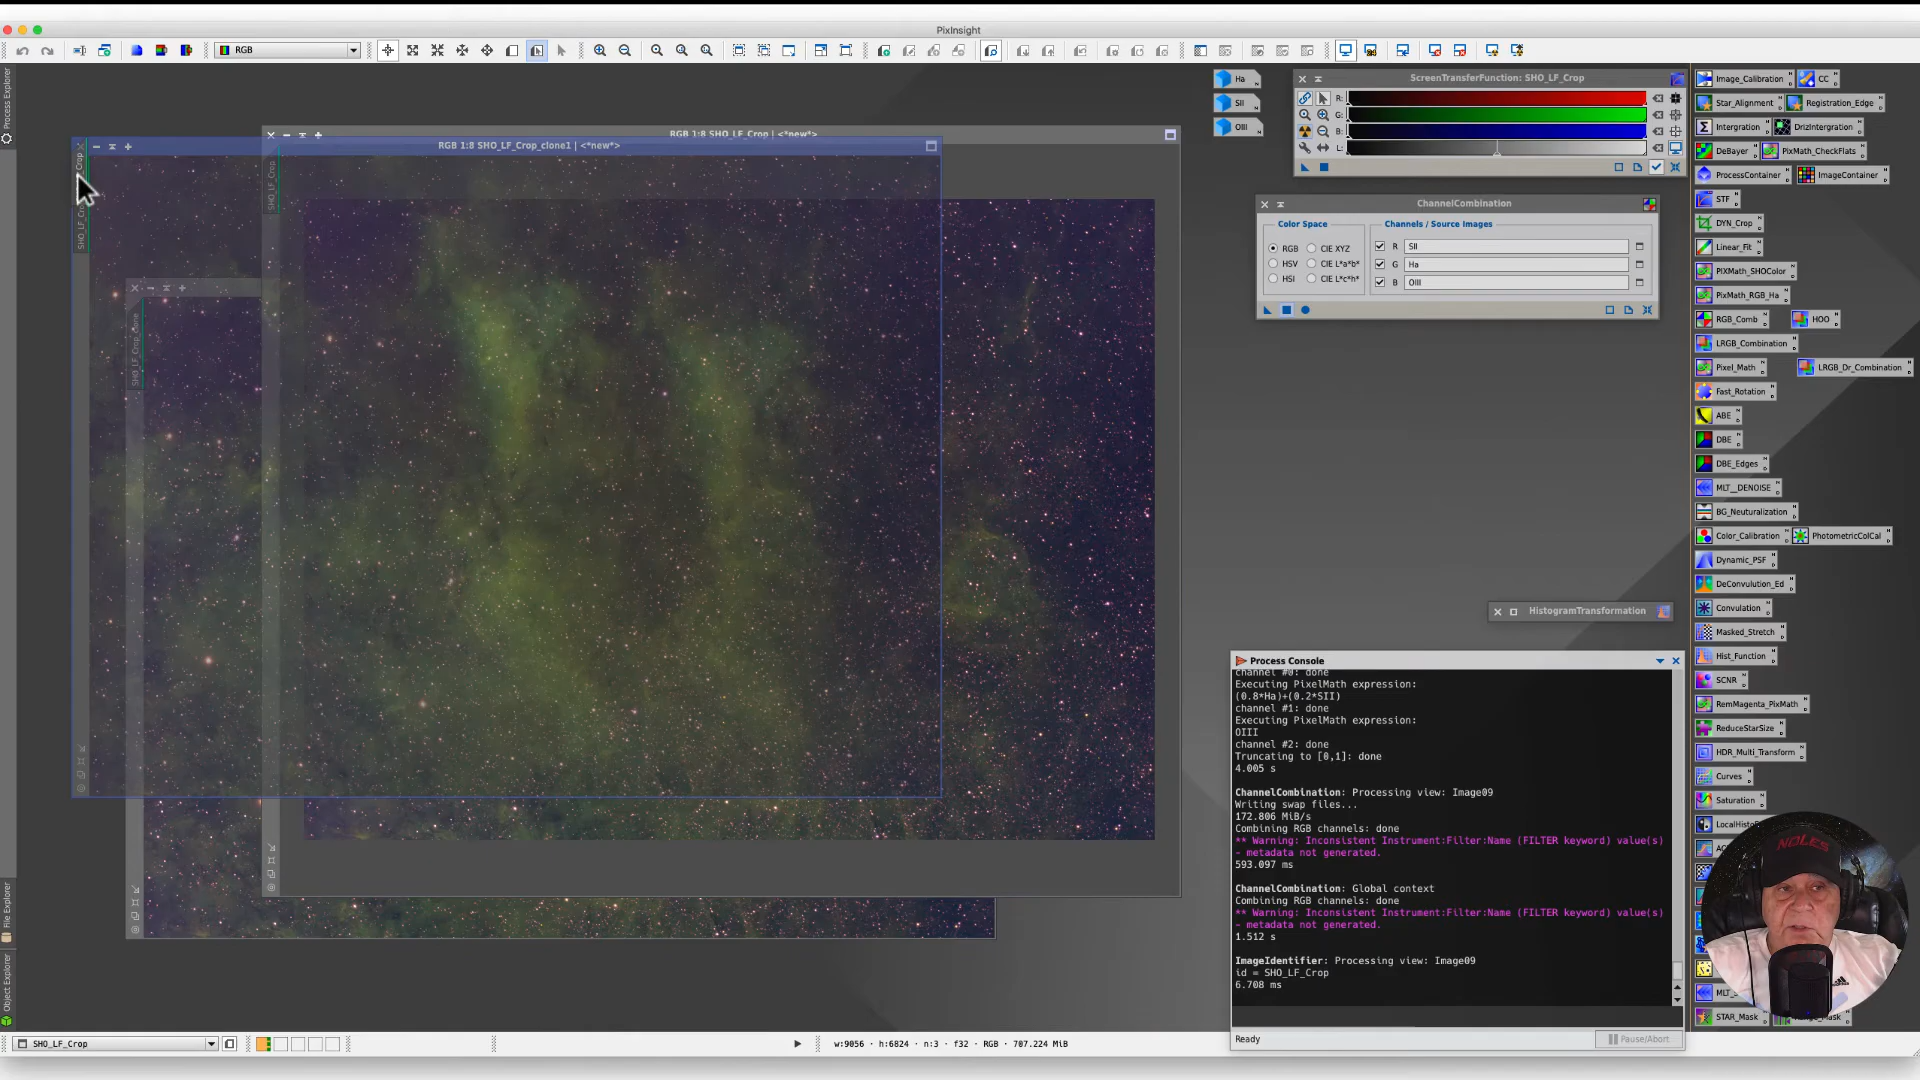 PixInsight
RGB
Process Explorer
File Explorer
Object Explorer
RGB 1:8 SHO_LF_Crop | <*new*>
RGB 1:8 SHO_LF_Crop_clone1 | <*new*>
SHO_LF_Crop
SHO_LF_Crop_clone
Ha
SII
OIII
ScreenTransferFunction: SHO_LF_Crop
R:
G:
B:
L:
ChannelCombination
Color Space
Channels / Source Images
RGB
CIE XYZ
HSV
CIE L*a*b*
HSI
CIE L*c*h*
R
SII
G
Ha
B
OIII
HistogramTransformation
Process Console
channel #0: done
Executing PixelMath expression:
(0.8*Ha)+(0.2*SII)
channel #1: done
Executing PixelMath expression:
OIII
channel #2: done
Truncating to [0,1]: done
4.005 s
ChannelCombination: Processing view: Image09
Writing swap files...
172.806 MiB/s
Combining RGB channels: done
** Warning: Inconsistent Instrument:Filter:Name (FILTER keyword) value(s)
- metadata not generated.
593.097 ms
ChannelCombination: Global context
Combining RGB channels: done
** Warning: Inconsistent Instrument:Filter:Name (FILTER keyword) value(s)
- metadata not generated.
1.512 s
ImageIdentifier: Processing view: Image09
id = SHO_LF_Crop
6.708 ms
Ready
Pause/Abort
Image_Calibration
CC
Star_Alignment
Registration_Edge
Intergration
DrizIntergration
DeBayer
PixMath_CheckFlats
ProcessContainer
ImageContainer
STF
DYN_Crop
Linear_Fit
PIXMath_SHOColor
PixMath_RGB_Ha
RGB_Comb
HOO
LRGB_Combination
Pixel_Math
LRGB_Dr_Combination
Fast_Rotation
ABE
DBE
DBE_Edges
MLT__DENOISE
BG_Neuturalization
Color_Calibration
PhotometricColCal
Dynamic_PSF
DeConvulution_Ed
Convulation
Masked_Stretch
Hist_Function
SCNR
RemMagenta_PixMath
ReduceStarSize
HDR_Multi_Transform
Curves
Saturation
STAR_Mask
NOLES
SHO_LF_Crop
w:9056 · h:6824 · n:3 · f32 · RGB · 707.224 MiB